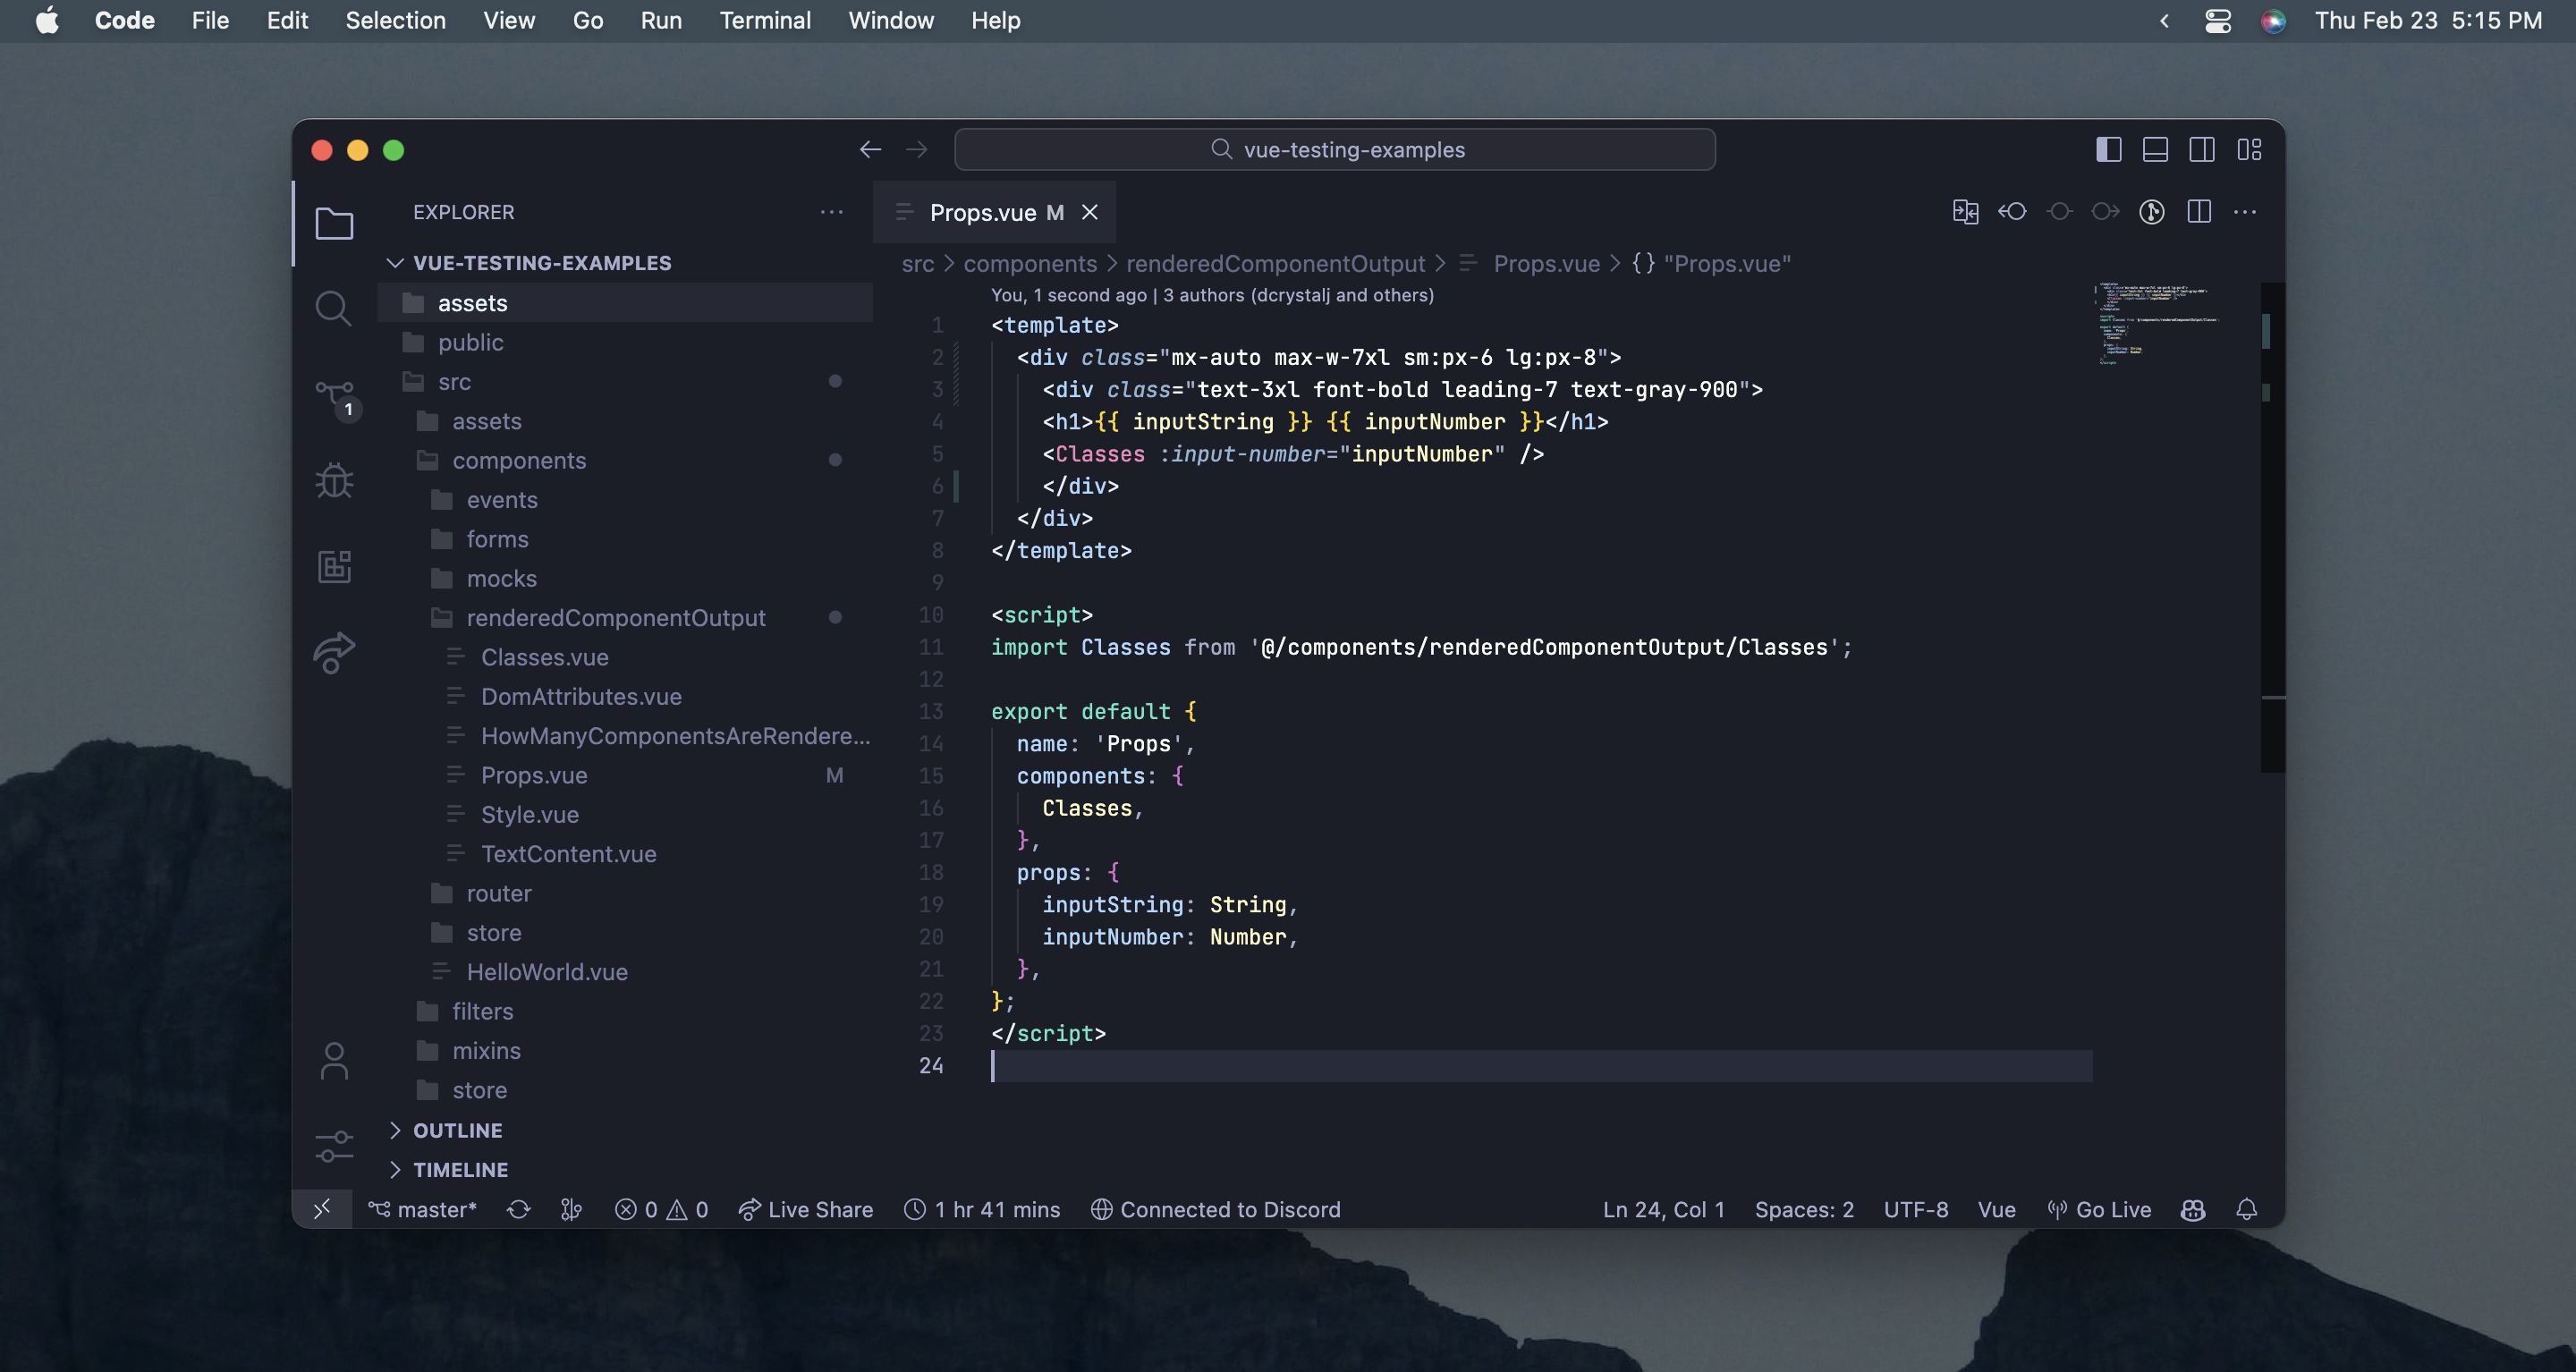 Code File Edit Selection View Go Run Terminal Window Help Thu Feb 23 5:15 PM
vue-testing-examples
EXPLORER
VUE-TESTING-EXAMPLES
assets
public
src
assets
components
events
forms
mocks
renderedComponentOutput
Classes.vue
DomAttributes.vue
HowManyComponentsAreRendere...
Props.vue M
Style.vue
TextContent.vue
router
store
HelloWorld.vue
filters
mixins
store
OUTLINE
TIMELINE
1
Props.vue M
src > components > renderedComponentOutput > Props.vue > {} "Props.vue"
You, 1 second ago | 3 authors (dcrystalj and others)
1 <template>
2 <div class="mx-auto max-w-7xl sm:px-6 lg:px-8">
3 <div class="text-3xl font-bold leading-7 text-gray-900">
4 <h1>{{ inputString }} {{ inputNumber }}</h1>
5 <Classes :input-number="inputNumber" />
6 </div>
7 </div>
8 </template>
9
10 <script>
11 import Classes from '@/components/renderedComponentOutput/Classes';
12
13 export default {
14 name: 'Props',
15 components: {
16 Classes,
17 },
18 props: {
19 inputString: String,
20 inputNumber: Number,
21 },
22 };
23 </script>
24
master* 0 0 Live Share 1 hr 41 mins Connected to Discord Ln 24, Col 1 Spaces: 2 UTF-8 Vue Go Live